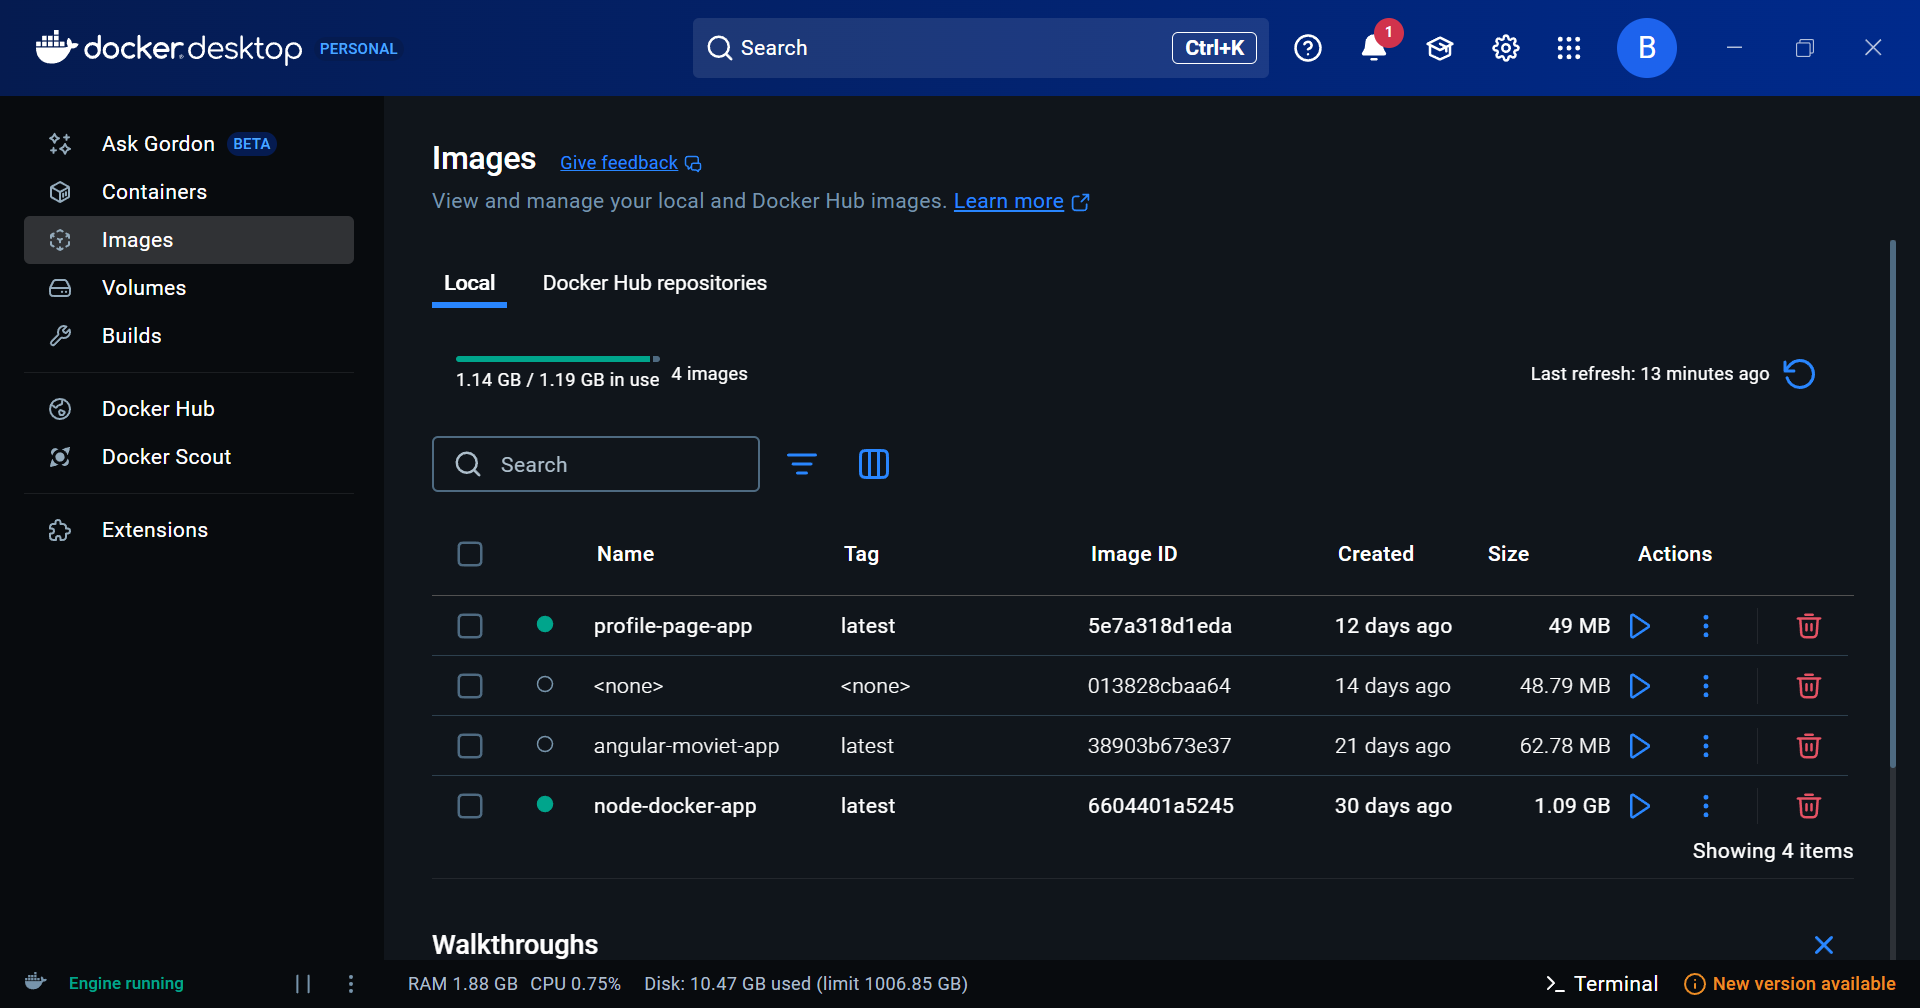 docker desktop PERSONAL
Search Ctrl+K
1
B
Ask Gordon BETA
Containers
Images
Volumes
Builds
Docker Hub
Docker Scout
Extensions
Images Give feedback
View and manage your local and Docker Hub images. Learn more
Local Docker Hub repositories
1.14 GB / 1.19 GB in use 4 images
Last refresh: 13 minutes ago
Search
Name Tag Image ID Created Size Actions
profile-page-app latest 5e7a318d1eda 12 days ago 49 MB
<none> <none> 013828cbaa64 14 days ago 48.79 MB
angular-moviet-app latest 38903b673e37 21 days ago 62.78 MB
node-docker-app latest 6604401a5245 30 days ago 1.09 GB
Showing 4 items
Walkthroughs
Engine running RAM 1.88 GB CPU 0.75% Disk: 10.47 GB used (limit 1006.85 GB) Terminal New version available